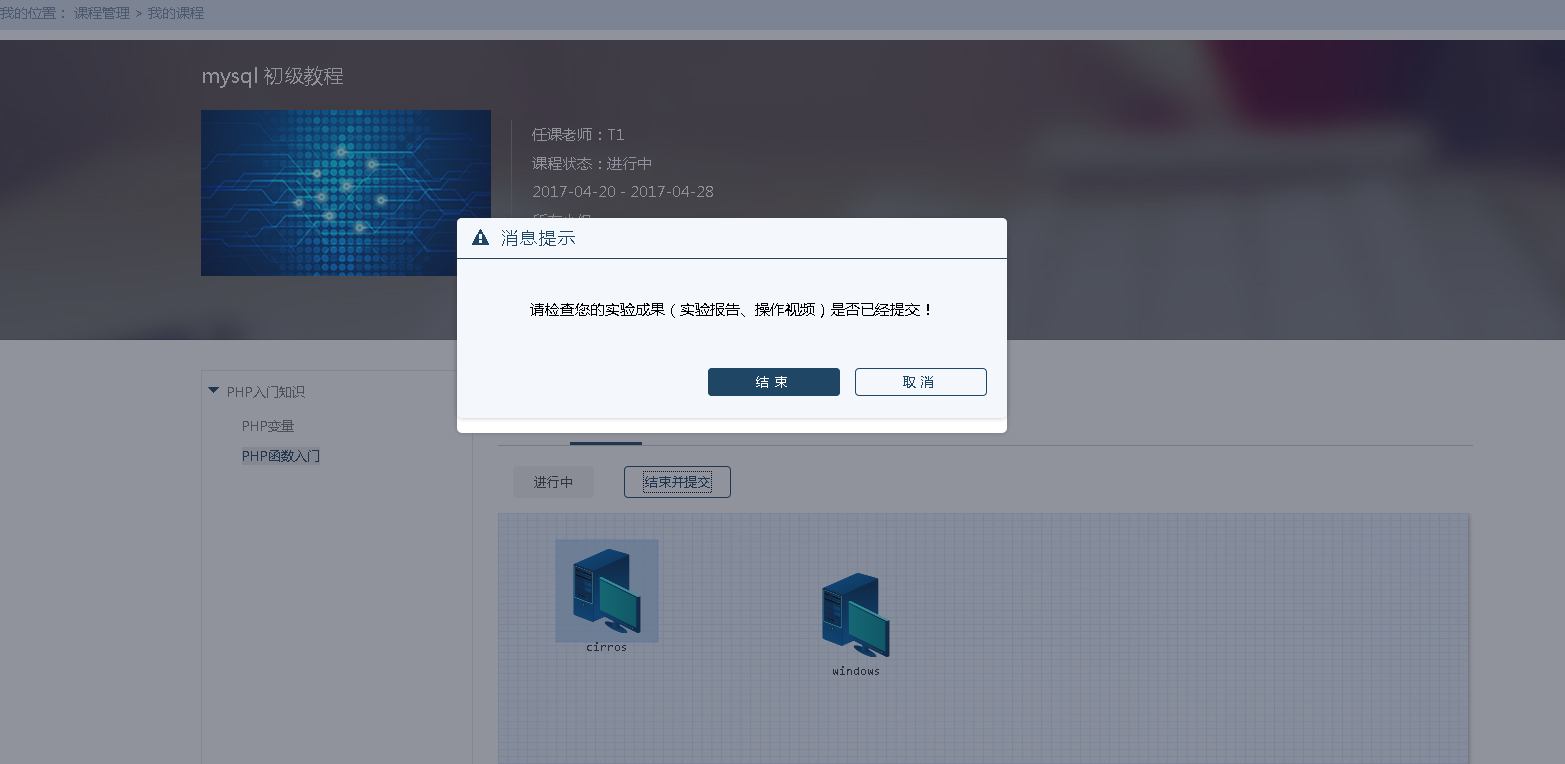 我的位置： 课程管理 > 我的课程
mysql 初级教程
任课老师：T1
课程状态：进行中
2017-04-20 - 2017-04-28
消息提示
请检查您的实验成果（实验报告、操作视频）是否已经提交！
结 束
取 消
PHP入门知识
PHP变量
PHP函数入门
进行中
结束并提交
cirros
windows